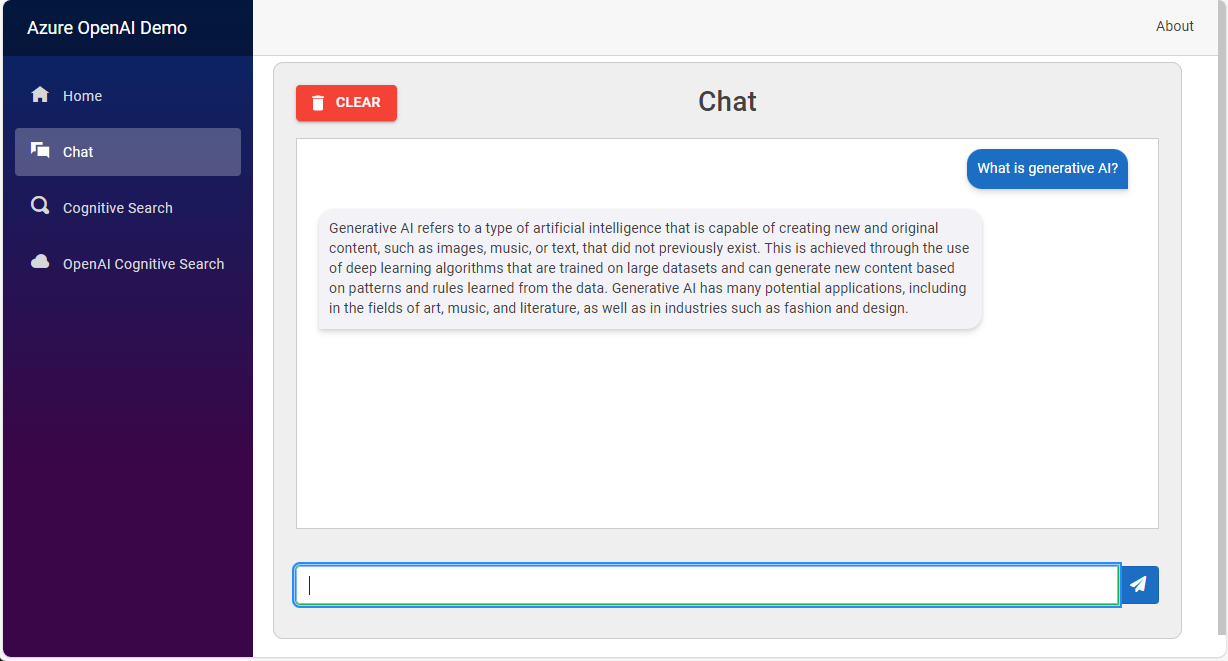 Azure OpenAI Demo
About
Home
Chat
Cognitive Search
OpenAI Cognitive Search
CLEAR
Chat
What is generative AI?
Generative AI refers to a type of artificial intelligence that is capable of creating new and original
content, such as images, music, or text, that did not previously exist. This is achieved through the use
of deep learning algorithms that are trained on large datasets and can generate new content based
on patterns and rules learned from the data. Generative AI has many potential applications, including
in the fields of art, music, and literature, as well as in industries such as fashion and design.